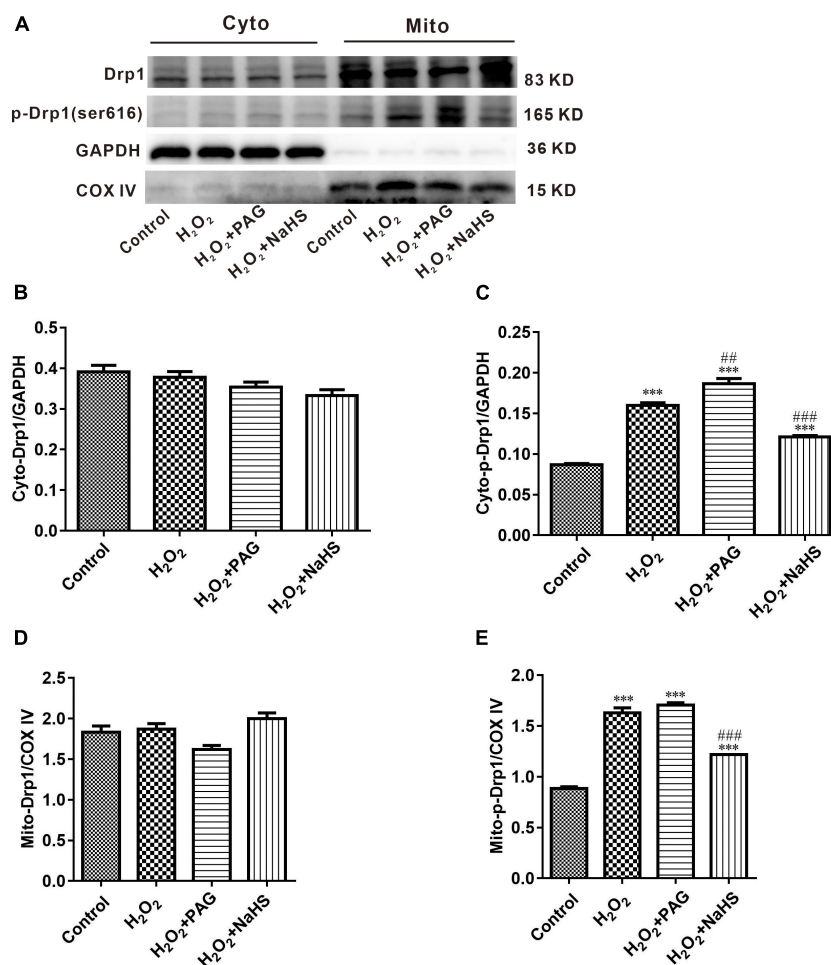 A
Cyto Mito
Drp1 83 KD
p-Drp1(ser616) 165 KD
GAPDH 36 KD
COX IV 15 KD
Control H₂O₂ H₂O₂+PAG H₂O₂+NaHS Control H₂O₂ H₂O₂+PAG H₂O₂+NaHS
B
Cyto-Drp1/GAPDH
0.5
0.4
0.3
0.2
0.1
0.0
Control H₂O₂ H₂O₂+PAG H₂O₂+NaHS
C
Cyto-p-Drp1/GAPDH
0.25
0.20
0.15
0.10
0.05
0.00
***
##
***
###
***
Control H₂O₂ H₂O₂+PAG H₂O₂+NaHS
D
Mito-Drp1/COX IV
2.5
2.0
1.5
1.0
0.5
0.0
Control H₂O₂ H₂O₂+PAG H₂O₂+NaHS
E
Mito-p-Drp1/COX IV
2.0
1.5
1.0
0.5
0.0
*** ***
###
***
Control H₂O₂ H₂O₂+PAG H₂O₂+NaHS